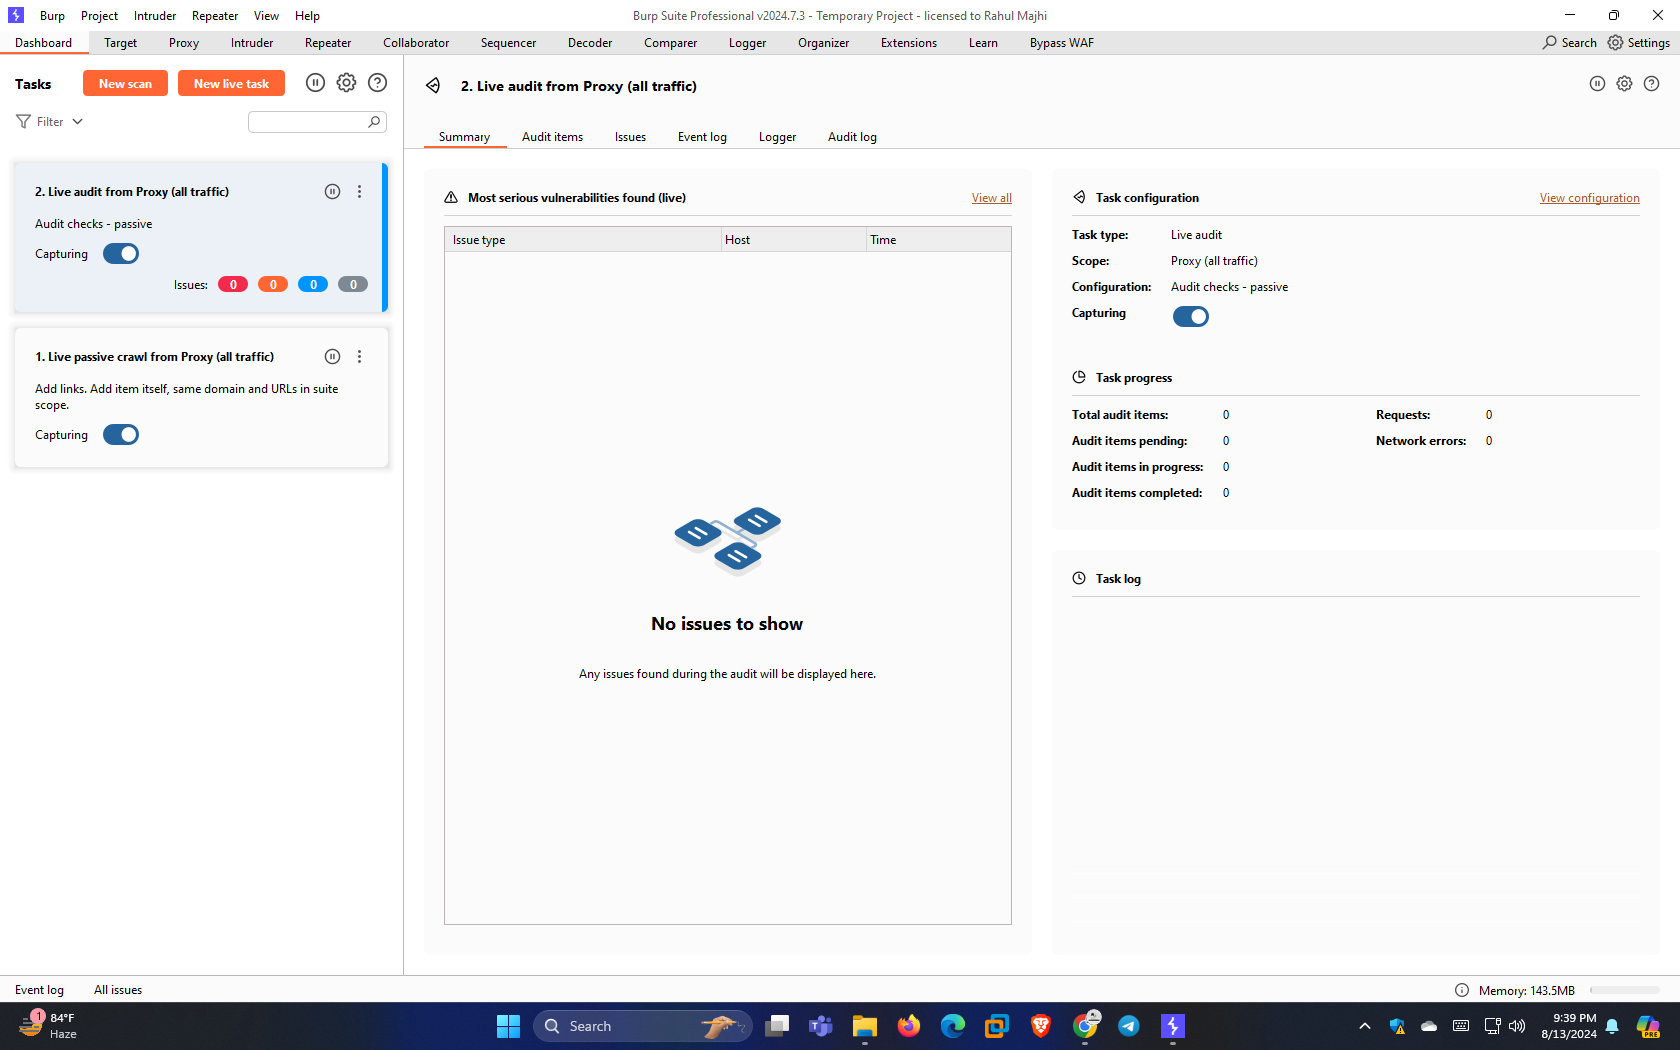 Burp Project Intruder Repeater View Help
Burp Suite Professional v2024.7.3 - Temporary Project - licensed to Rahul Majhi
Dashboard Target Proxy Intruder Repeater Collaborator Sequencer Decoder Comparer Logger Organizer Extensions Learn Bypass WAF
Search Settings
Tasks New scan New live task
Filter
2. Live audit from Proxy (all traffic)
Audit checks - passive
Capturing
Issues: 0 0 0 0
1. Live passive crawl from Proxy (all traffic)
Add links. Add item itself, same domain and URLs in suite
scope.
Capturing
2. Live audit from Proxy (all traffic)
Summary Audit items Issues Event log Logger Audit log
Most serious vulnerabilities found (live) View all
Issue type Host Time
No issues to show
Any issues found during the audit will be displayed here.
Task configuration View configuration
Task type: Live audit
Scope: Proxy (all traffic)
Configuration: Audit checks - passive
Capturing
Task progress
Total audit items: 0 Requests: 0
Audit items pending: 0 Network errors: 0
Audit items in progress: 0
Audit items completed: 0
Task log
Event log All issues
Memory: 143.5MB
1
84°F
Haze
Search
9:39 PM
8/13/2024
PRE